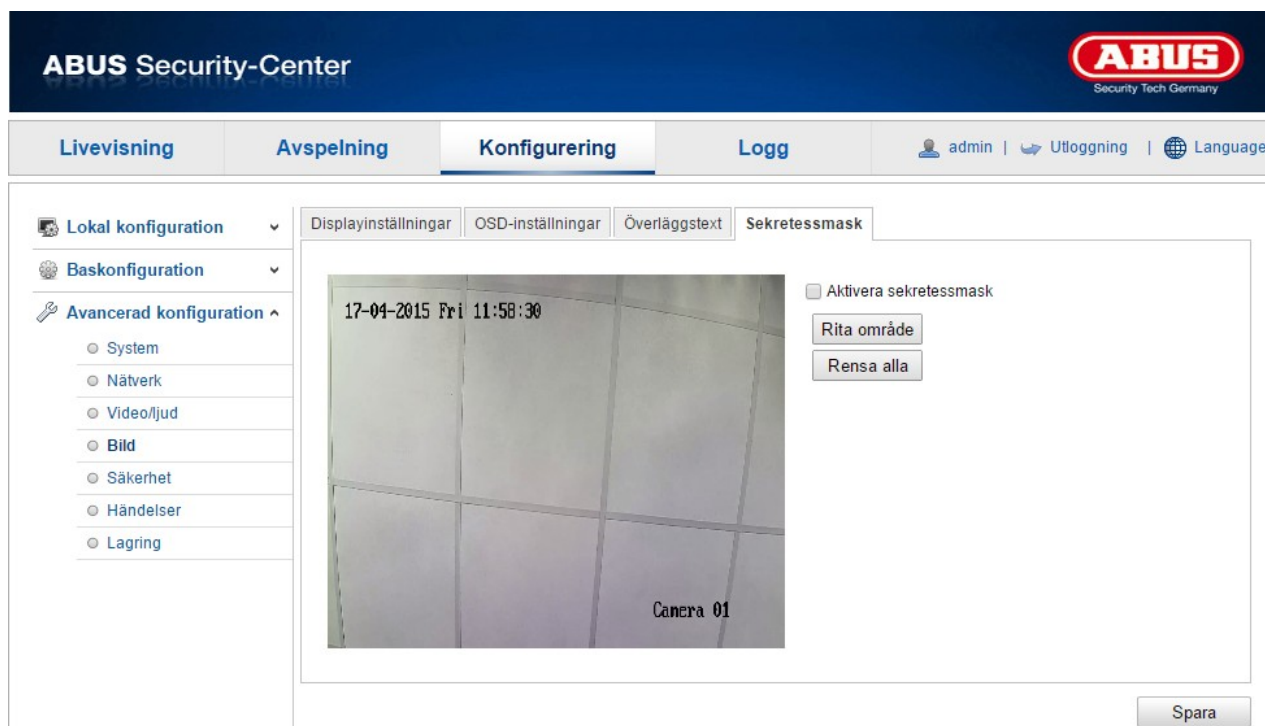 ABUS Security-Center
ABUS
Security Tech Germany
Livevisning
Avspelning
Konfigurering
Logg
admin | Utloggning | Language
Lokal konfiguration
Baskonfiguration
Avancerad konfiguration
System
Nätverk
Video/ljud
Bild
Säkerhet
Händelser
Lagring
Displayinställningar
OSD-inställningar
Överläggstext
Sekretessmask
17-04-2015 Fri 11:58:30
Camera 01
Aktivera sekretessmask
Rita område
Rensa alla
Spara